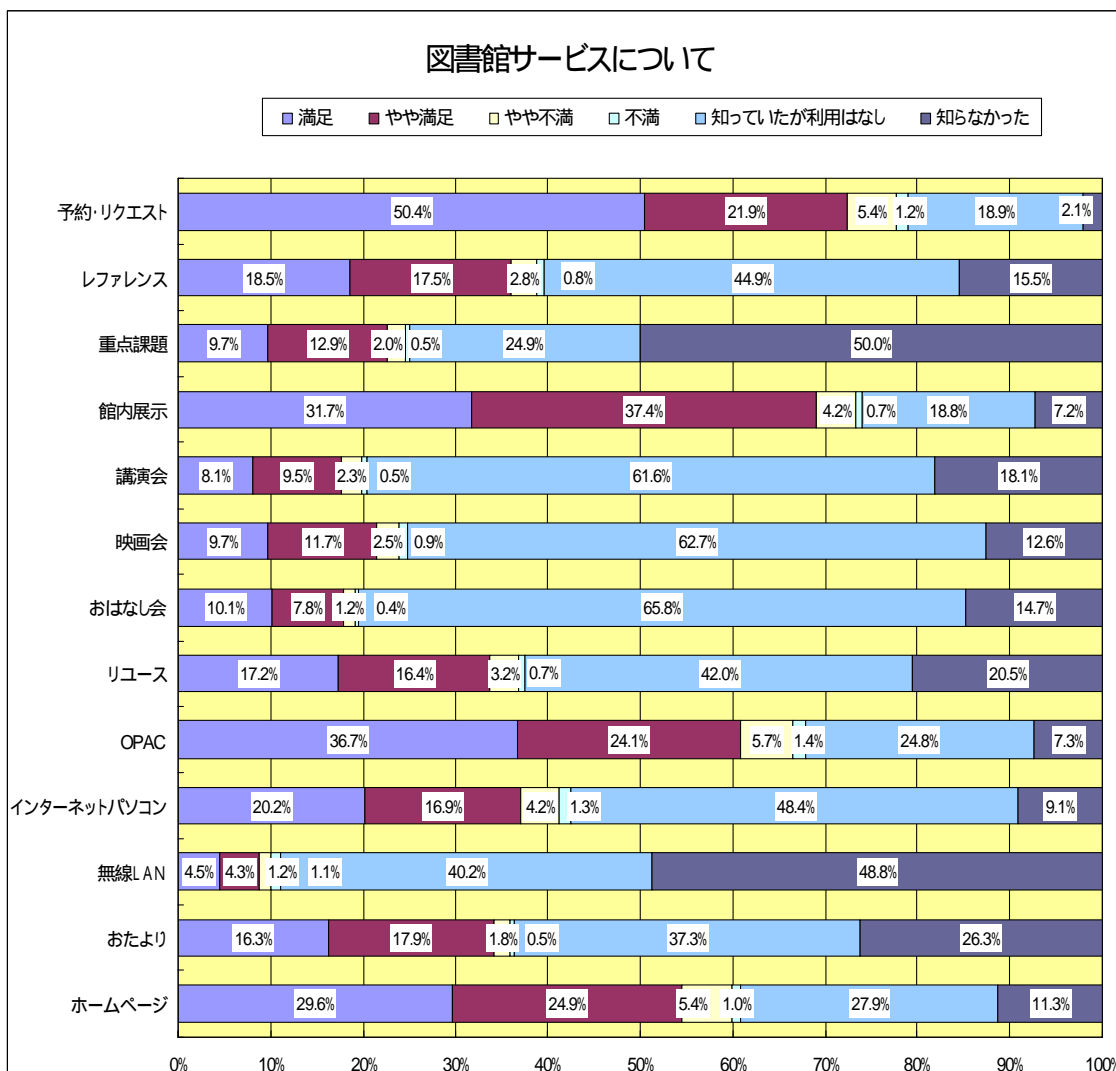 図書館サービスについて
満足 やや満足 やや不満 不満 知っていたが利用はなし 知らなかった
予約・リクエスト 50.4% 21.9% 5.4% 1.2% 18.9% 2.1%
レファレンス 18.5% 17.5% 2.8% 0.8% 44.9% 15.5%
重点課題 9.7% 12.9% 2.0% 0.5% 24.9% 50.0%
館内展示 31.7% 37.4% 4.2% 0.7% 18.8% 7.2%
講演会 8.1% 9.5% 2.3% 0.5% 61.6% 18.1%
映画会 9.7% 11.7% 2.5% 0.9% 62.7% 12.6%
おはなし会 10.1% 7.8% 1.2% 0.4% 65.8% 14.7%
リユース 17.2% 16.4% 3.2% 0.7% 42.0% 20.5%
OPAC 36.7% 24.1% 5.7% 1.4% 24.8% 7.3%
インターネットパソコン 20.2% 16.9% 4.2% 1.3% 48.4% 9.1%
無線LAN 4.5% 4.3% 1.2% 1.1% 40.2% 48.8%
おたより 16.3% 17.9% 1.8% 0.5% 37.3% 26.3%
ホームページ 29.6% 24.9% 5.4% 1.0% 27.9% 11.3%
0% 10% 20% 30% 40% 50% 60% 70% 80% 90% 100%